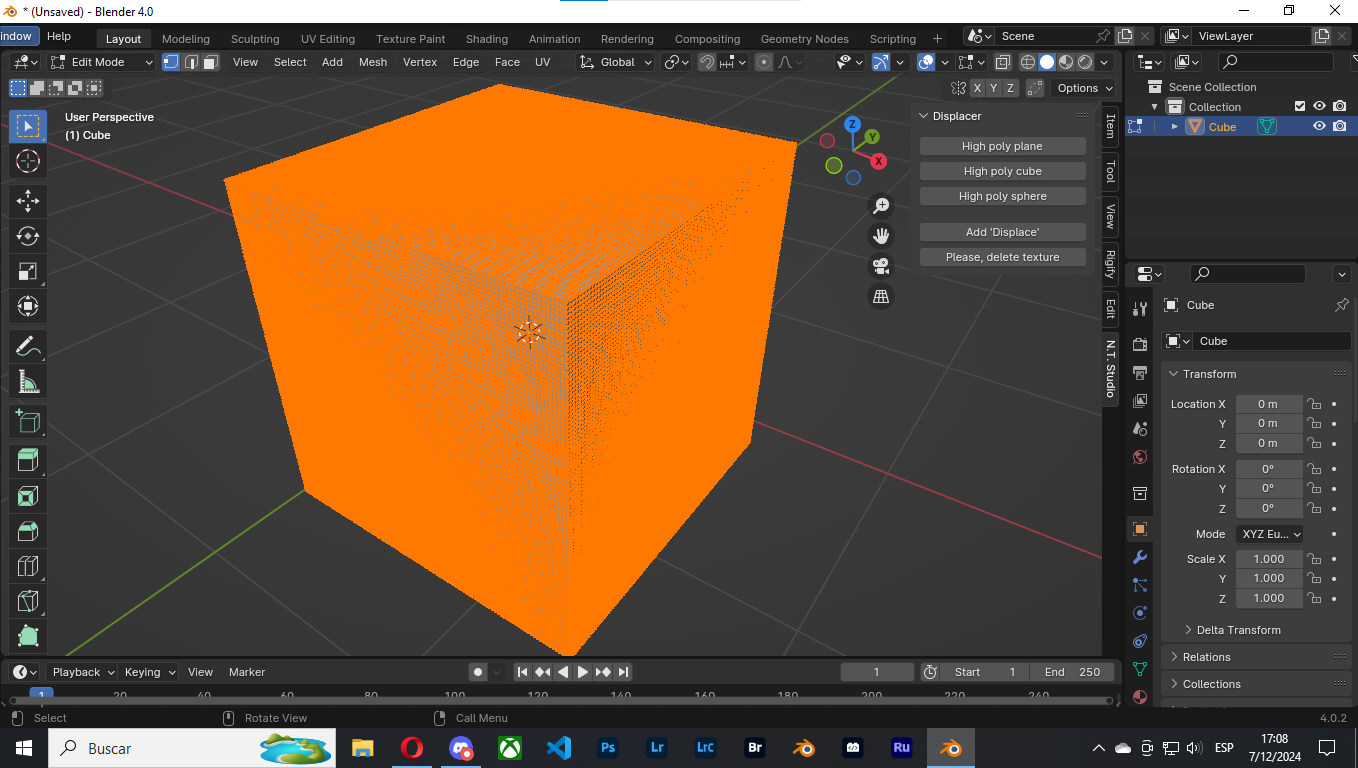 * (Unsaved) - Blender 4.0
indow Help Layout Modeling Sculpting UV Editing Texture Paint Shading Animation Rendering Compositing Geometry Nodes Scripting + Scene ViewLayer
Edit Mode View Select Add Mesh Vertex Edge Face UV Global
X Y Z Options
User Perspective
(1) Cube
Z
Y
X
Displacer
High poly plane
High poly cube
High poly sphere
Add 'Displace'
Please, delete texture
Item
Tool
View
Rigify
Edit
N.T. Studio
Scene Collection
Collection
Cube
Cube
Cube
Transform
Location X 0 m
Y 0 m
Z 0 m
Rotation X 0°
Y 0°
Z 0°
Mode XYZ Eu...
Scale X 1.000
Y 1.000
Z 1.000
Delta Transform
Relations
Collections
Playback Keying View Marker 1 Start 1 End 250
1 20 40 60 80 100 120 140 160 180 200 220 240
Select Rotate View Call Menu 4.0.2
Buscar Ps Lr LrC Br Ru ESP 17:08
7/12/2024